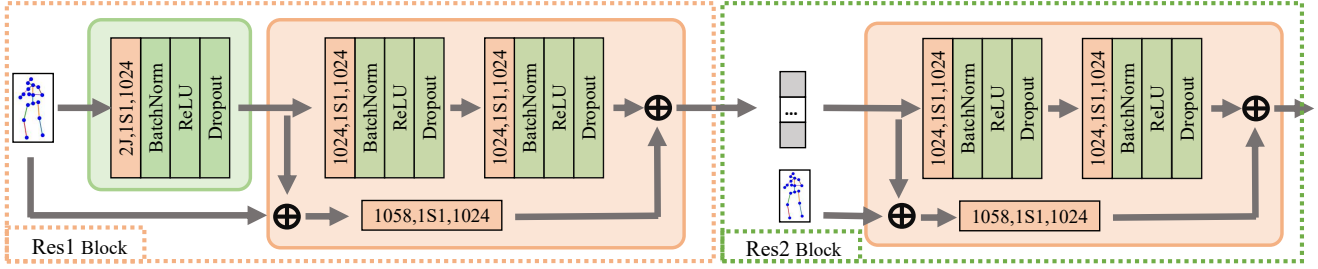 2J,1S1,1024
BatchNorm
ReLU
Dropout
1024,1S1,1024
BatchNorm
ReLU
Dropout
1024,1S1,1024
BatchNorm
ReLU
Dropout
1058,1S1,1024
Res1 Block
...
1024,1S1,1024
BatchNorm
ReLU
Dropout
1024,1S1,1024
BatchNorm
ReLU
Dropout
1058,1S1,1024
Res2 Block